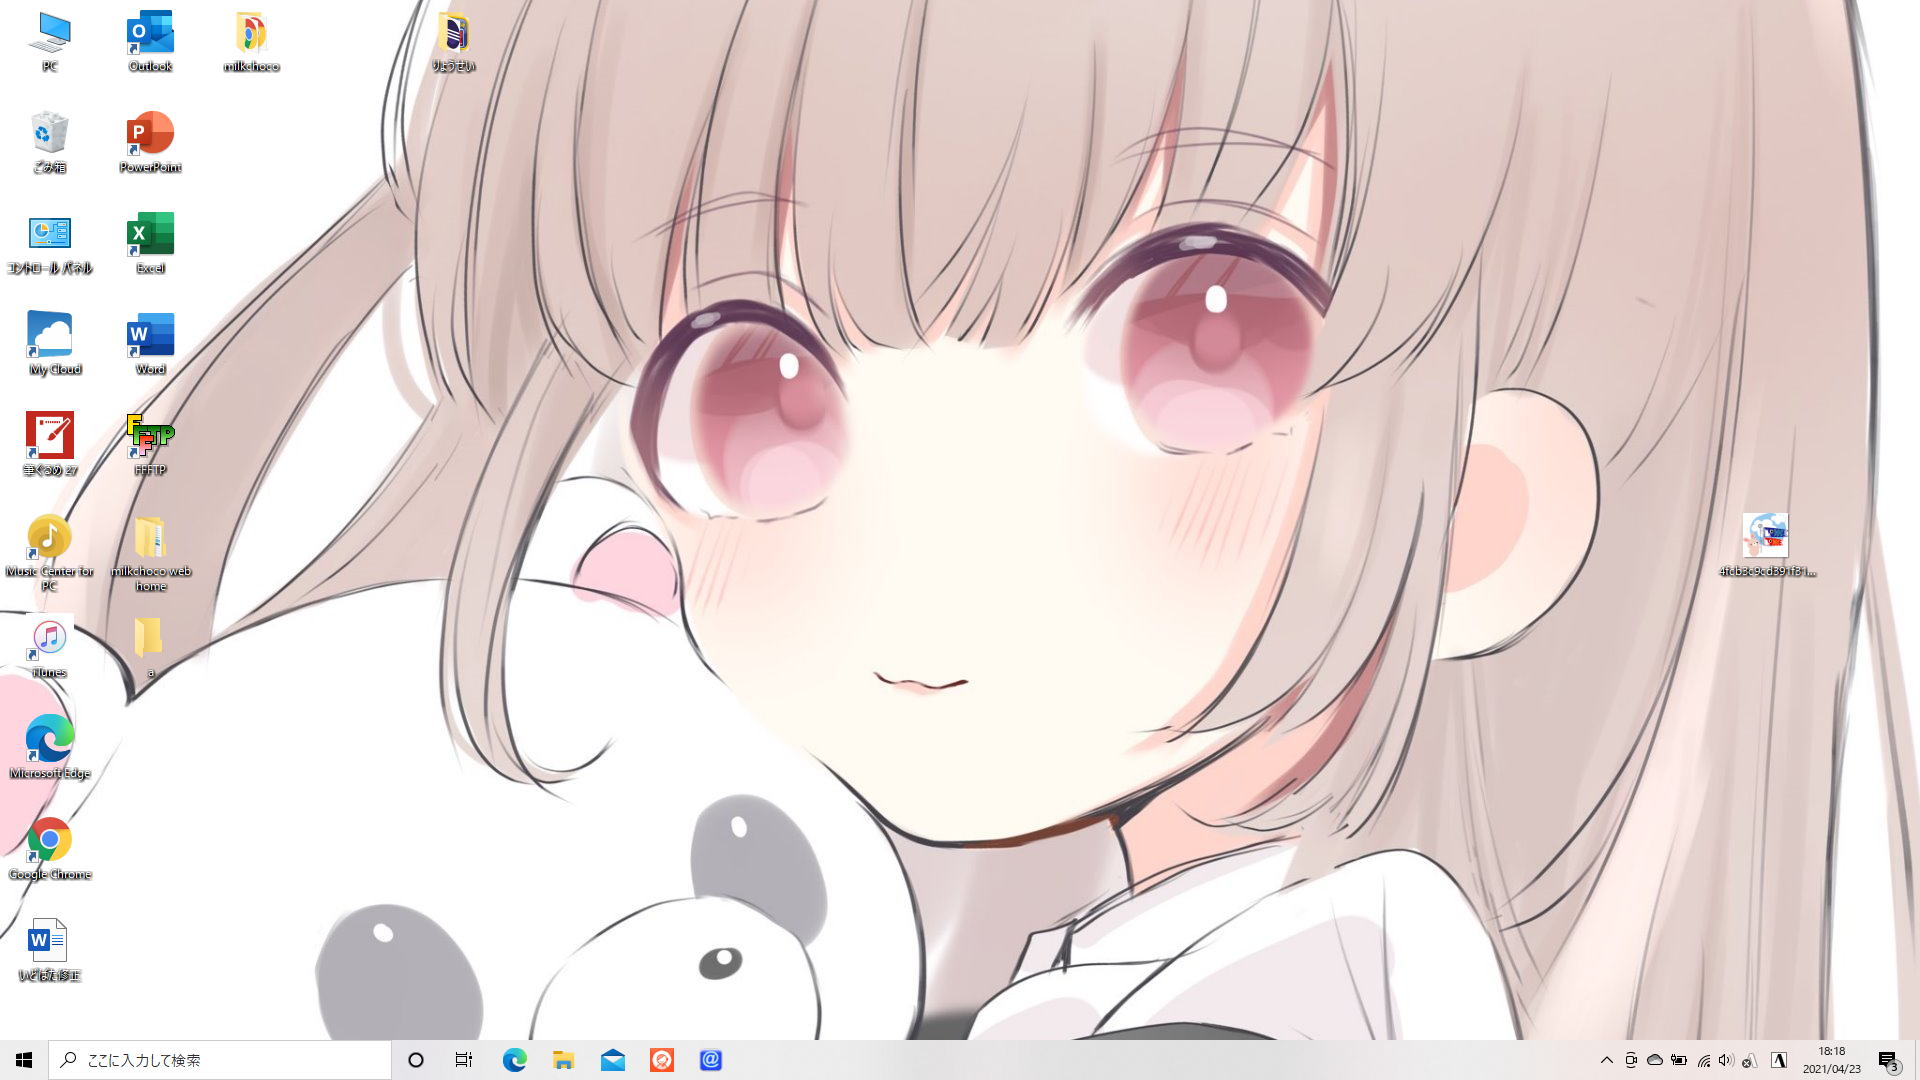 PC
Outlook
milkchoco
りょうせい
ごみ箱
PowerPoint
コントロール パネル
Excel
My Cloud
Word
筆ぐるめ 27
FFFTP
Music Center for
PC
milkchoco web
home
4fcb3c9cd391f31...
iTunes
a
Microsoft Edge
Google Chrome
いどばた修正
ここに入力して検索
A
18:18
2021/04/23
3